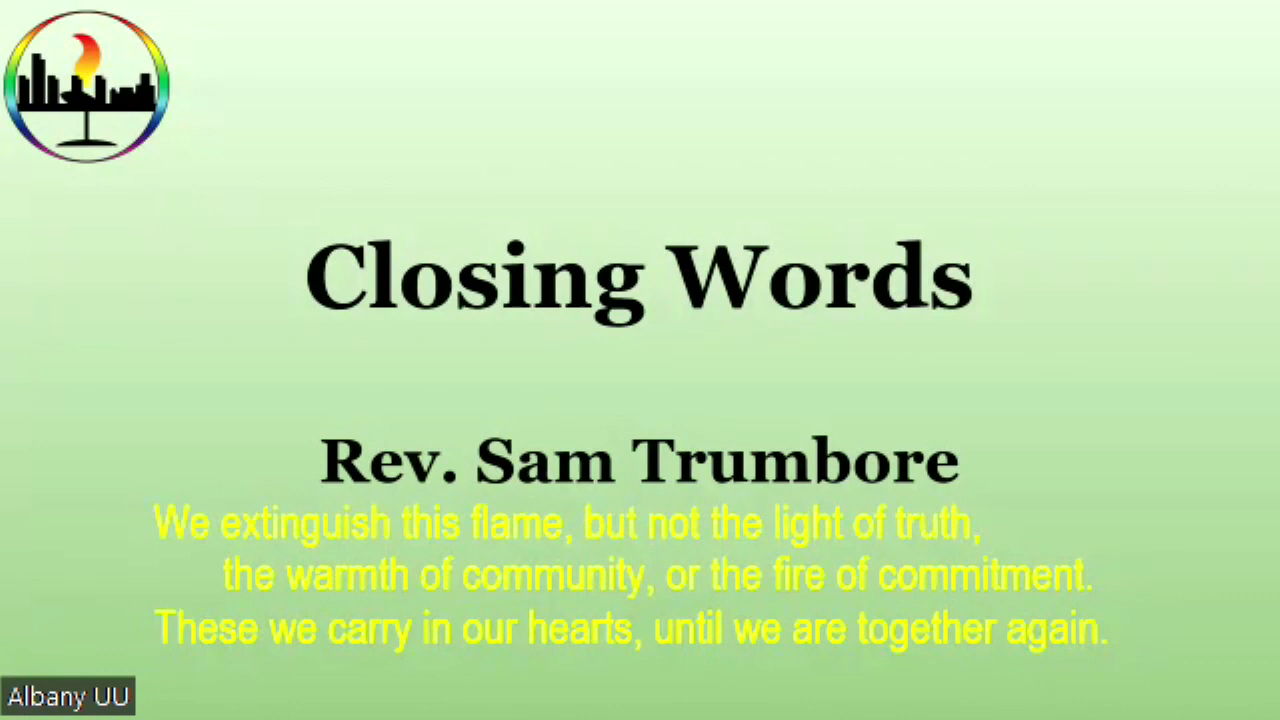 Closing Words
Rev. Sam Trumbore
We extinguish this flame, but not the light of truth,
the warmth of community, or the fire of commitment.
These we carry in our hearts, until we are together again.
Albany UU